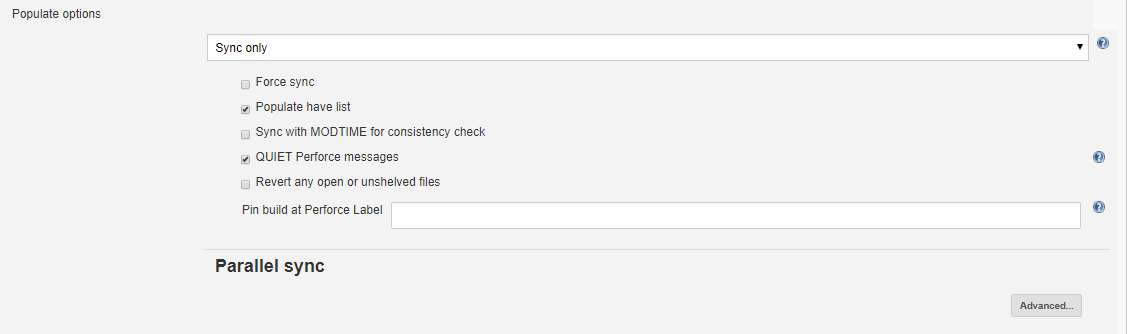 Populate options
Sync only
Force sync
Populate have list
Sync with MODTIME for consistency check
QUIET Perforce messages
Revert any open or unshelved files
Pin build at Perforce Label
Parallel sync
Advanced...